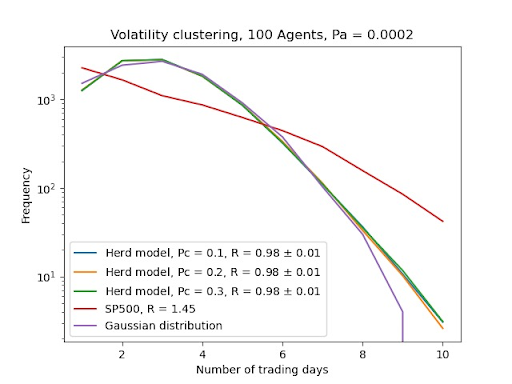 Volatility clustering, 100 Agents, Pa = 0.0002
Frequency
10³
10²
10¹
Herd model, Pc = 0.1, R = 0.98 ± 0.01
Herd model, Pc = 0.2, R = 0.98 ± 0.01
Herd model, Pc = 0.3, R = 0.98 ± 0.01
SP500, R = 1.45
Gaussian distribution
2 4 6 8 10
Number of trading days